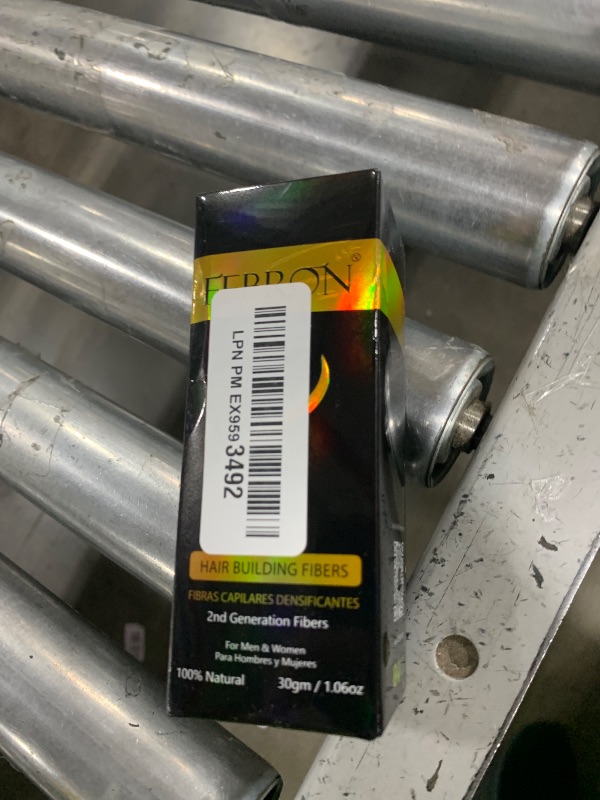 FEBRON®
LPN PM EX959 3492
HAIR BUILDING FIBERS
FIBRAS CAPILARES DENSIFICANTES
2nd Generation Fibers
For Men & Women
Para Hombres y Mujeres
100% Natural
30gm / 1.06oz